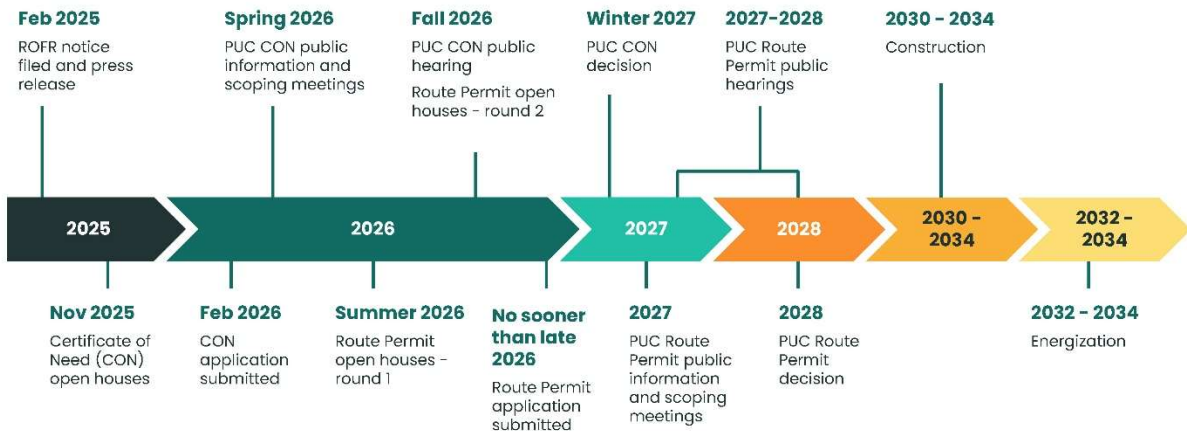 Feb 2025
ROFR notice
filed and press
release
Spring 2026
PUC CON public
information and
scoping meetings
Fall 2026
PUC CON public
hearing
Route Permit open
houses - round 2
Winter 2027
PUC CON
decision
2027-2028
PUC Route
Permit public
hearings
2030 - 2034
Construction
2025
2026
2027
2028
2030 -
2034
2032 -
2034
Nov 2025
Certificate of
Need (CON)
open houses
Feb 2026
CON
application
submitted
Summer 2026
Route Permit
open houses -
round 1
No sooner
than late
2026
Route Permit
application
submitted
2027
PUC Route
Permit public
information
and scoping
meetings
2028
PUC Route
Permit
decision
2032 - 2034
Energization